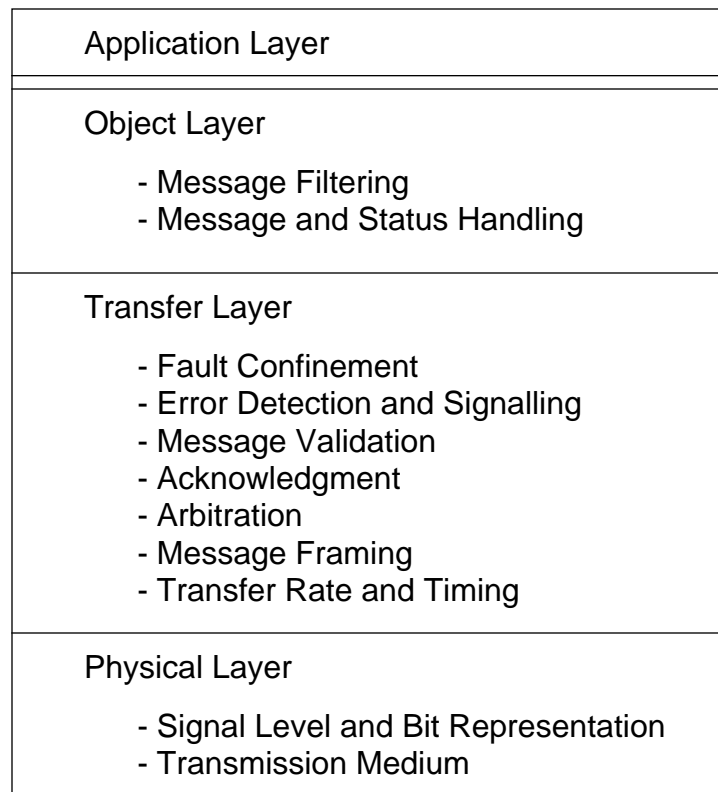 Application Layer
Object Layer
- Message Filtering
- Message and Status Handling
Transfer Layer
- Fault Confinement
- Error Detection and Signalling
- Message Validation
- Acknowledgment
- Arbitration
- Message Framing
- Transfer Rate and Timing
Physical Layer
- Signal Level and Bit Representation
- Transmission Medium